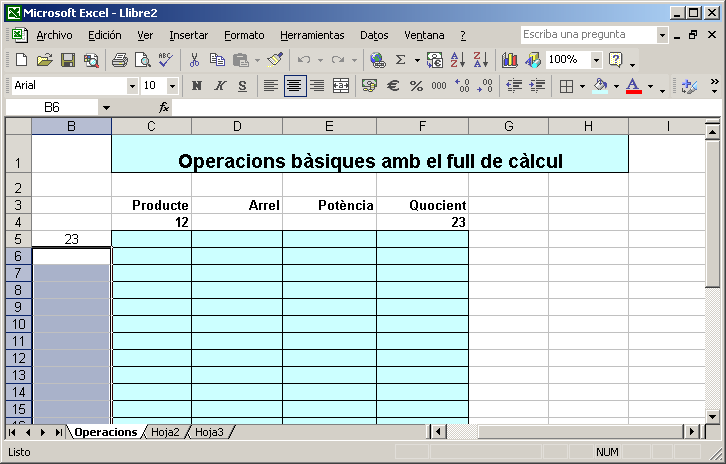 Microsoft Excel - Llibre2
Archivo Edición Ver Insertar Formato Herramientas Datos Ventana ? Escriba una pregunta
100%
Arial 10 N K S % 000
B6 fx
B C D E F G H I
1 Operacions bàsiques amb el full de càlcul
2
3 Producte Arrel Potència Quocient
4 12 23
5 23
6
7
8
9
10
11
12
13
14
15
Operacions Hoja2 Hoja3
Listo NUM